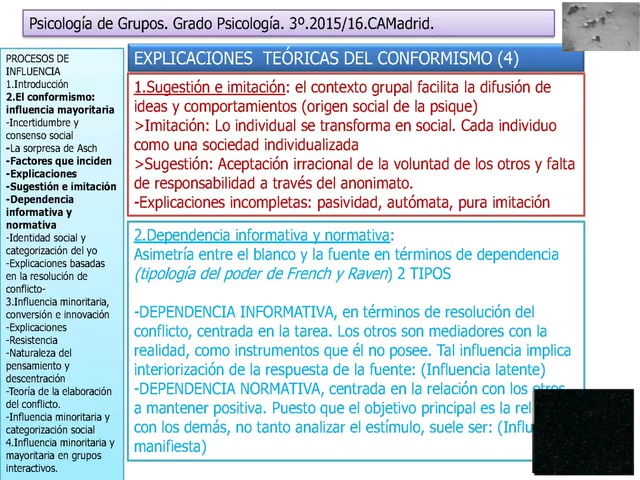 Psicología de Grupos. Grado Psicología. 3º.2015/16.CAMadrid.
PROCESOS DE
INFLUENCIA
1.Introducción
2.El conformismo:
influencia mayoritaria
-Incertidumbre y
consenso social
-La sorpresa de Asch
-Factores que inciden
-Explicaciones
-Sugestión e imitación
-Dependencia
informativa y
normativa
-Identidad social y
categorización del yo
-Explicaciones basadas
en la resolución de
conflicto-
3.Influencia minoritaria,
conversión e innovación
-Explicaciones
-Resistencia
-Naturaleza del
pensamiento y
descentración
-Teoría de la elaboración
del conflicto.
-Influencia minoritaria y
categorización social
4.Influencia minoritaria y
mayoritaria en grupos
interactivos.
EXPLICACIONES TEÓRICAS DEL CONFORMISMO (4)
1.Sugestión e imitación: el contexto grupal facilita la difusión de
ideas y comportamientos (origen social de la psique)
>Imitación: Lo individual se transforma en social. Cada individuo
como una sociedad individualizada
>Sugestión: Aceptación irracional de la voluntad de los otros y falta
de responsabilidad a través del anonimato.
-Explicaciones incompletas: pasividad, autómata, pura imitación
2.Dependencia informativa y normativa:
Asimetría entre el blanco y la fuente en términos de dependencia
(tipología del poder de French y Raven) 2 TIPOS
-DEPENDENCIA INFORMATIVA, en términos de resolución del
conflicto, centrada en la tarea. Los otros son mediadores con la
realidad, como instrumentos que él no posee. Tal influencia implica
interiorización de la respuesta de la fuente: (Influencia latente)
-DEPENDENCIA NORMATIVA, centrada en la relación con los otros,
a mantener positiva. Puesto que el objetivo principal es la
con los demás, no tanto analizar el estímulo, suele ser:
manifiesta)